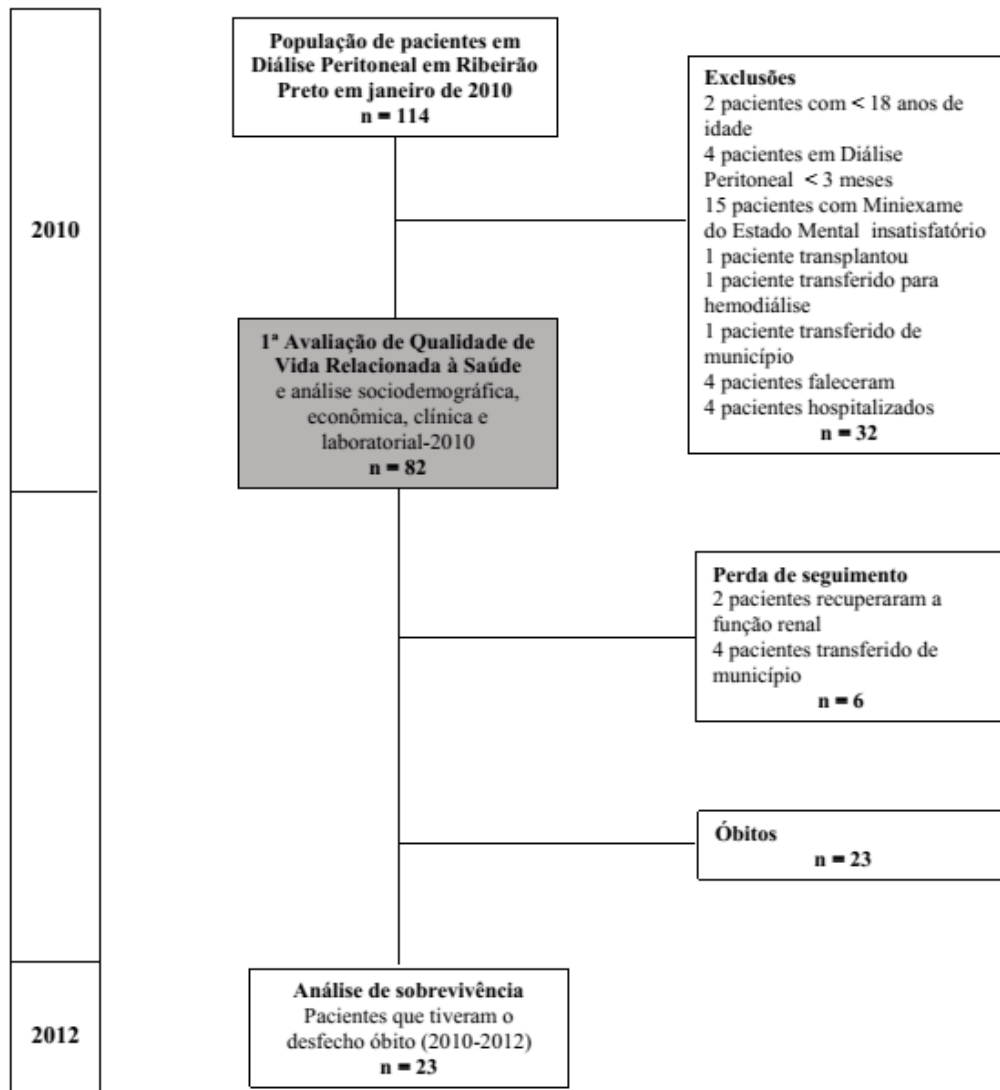 População de pacientes em
Diálise Peritoneal em Ribeirão
Preto em janeiro de 2010
n = 114
Exclusões
2 pacientes com < 18 anos de
idade
4 pacientes em Diálise
Peritoneal < 3 meses
15 pacientes com Miniexame
do Estado Mental insatisfatório
1 paciente transplantou
1 paciente transferido para
hemodiálise
1 paciente transferido de
município
4 pacientes faleceram
4 pacientes hospitalizados
n = 32
2010
1ª Avaliação de Qualidade de
Vida Relacionada à Saúde
e análise sociodemográfica,
econômica, clínica e
laboratorial-2010
n = 82
Perda de seguimento
2 pacientes recuperaram a
função renal
4 pacientes transferido de
município
n = 6
Óbitos
n = 23
2012
Análise de sobrevivência
Pacientes que tiveram o
desfecho óbito (2010-2012)
n = 23